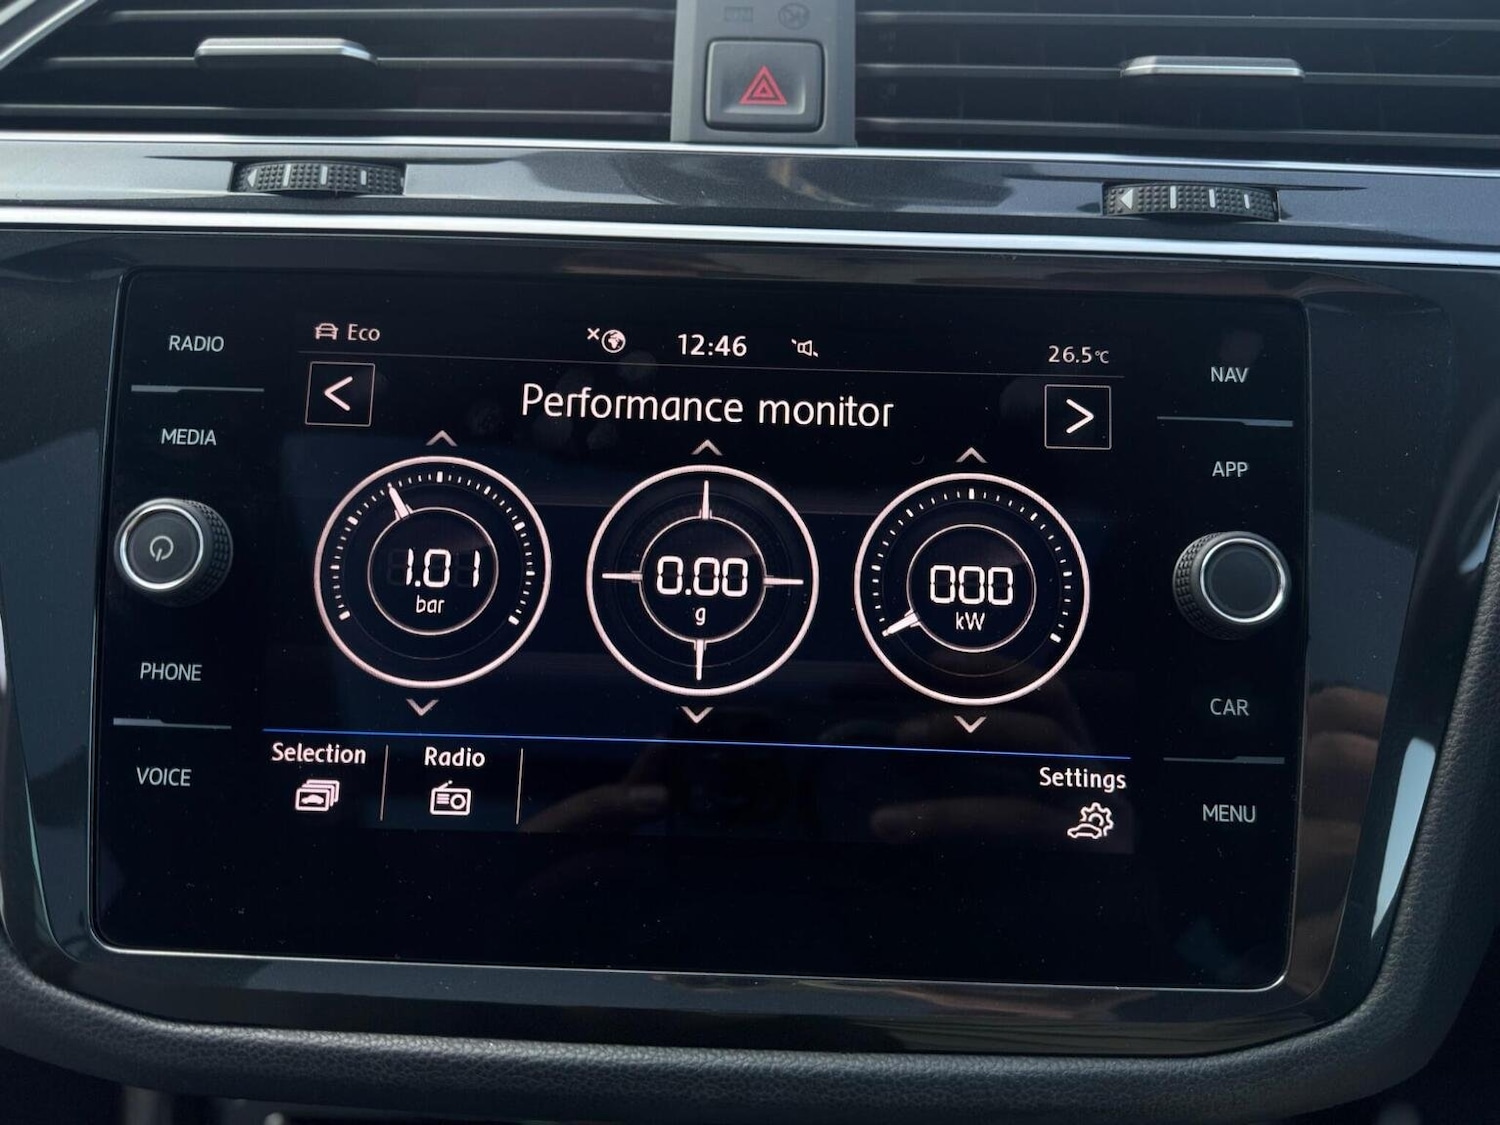 RADIO
MEDIA
PHONE
VOICE
Eco
12:46
26.5°C
Performance monitor
1.01
bar
0.00
g
000
kW
Selection
Radio
Settings
NAV
APP
CAR
MENU